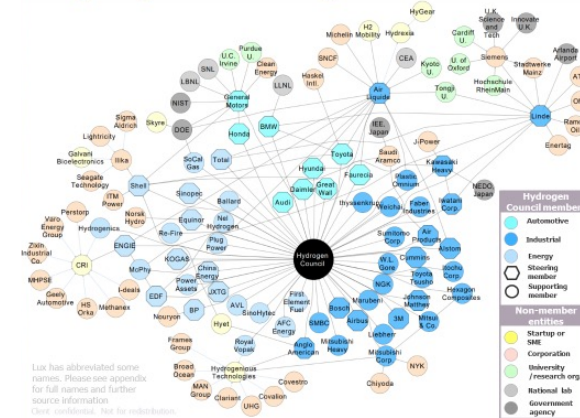 HyGear
Michelin
H2
Mobility
Hydrexia
Cardiff
U.
U.K.
Science
and
Tech
Innovate
U.K.
Purdue
U.
U.C.
Irvine
SNL
Clean
Energy
SNCF
CEA
Kyoto
U.
U. of
Oxford
Siemens
Arlanda
Airport
Stadtwerke
Mainz
LBNL
LLNL
Haskel
Intl.
Air
Liquide
Tongji
U.
Hochschule
RheinMain
NIST
General
Motors
Linde
Sigma
Aldrich
Skyre
DOE
Honda
BMW
IEE,
Japan
Enertag
Lightricity
J-Power
Galvani
Bioelectronics
Ilika
SoCal
Gas
Total
Toyota
Saudi
Aramco
Kawasaki
Heavy
Seagate
Technology
Shell
Hyundai
Faurecia
Plastic
Omnium
NEDO,
Japan
ITM
Power
Sinopec
Ballard
Daimler
Great
Wall
Audi
thyssenkrupp
Weichai
Faber
Industries
Iwatani
Corp.
Perstorp
Norsk
Hydro
Equinor
Nel
Hydrogen
Varo
Energy
Group
Hydrogenics
Re-Fire
Plug
Power
Sumitomo
Corp.
Air
Products
Alstom
Zixin
Industrial
Co.
ENGIE
KOGAS
Hydrogen
Council
W.L.
Gore
Cummins
CRI
McPhy
China
Energy
Toyota
Tsusho
Itochu
Corp.
MHPSE
Power
Assets
JXTG
NGK
Hexagon
Composites
Geely
Automotive
HS
Orka
I-deals
Methanex
EDF
BP
AVL
First
Element
Fuel
Marubeni
Johnson
Matthey
Nouryon
SinoHytec
Bosch
3M
Mitsui
& Co.
Hyet
AFC
Energy
SMBC
Airbus
Liebherr
Frames
Group
Royal
Vopak
Anglo
American
Mitsubishi
Heavy
Mitsubishi
Corp.
Broad
Ocean
Hydrogenious
Technologies
NYK
MAN
Group
Covestro
Chiyoda
Clariant
UHG
Covalion
Hydrogen
Council members
Automotive
Industrial
Energy
Steering
member
Supporting
member
Non-member
entities
Startup or
SME
Corporation
University
/research org
National lab
Government
agency
Lux has abbreviated some
names. Please see appendix
for full names and further
source information
Client confidential. Not for redistribution.